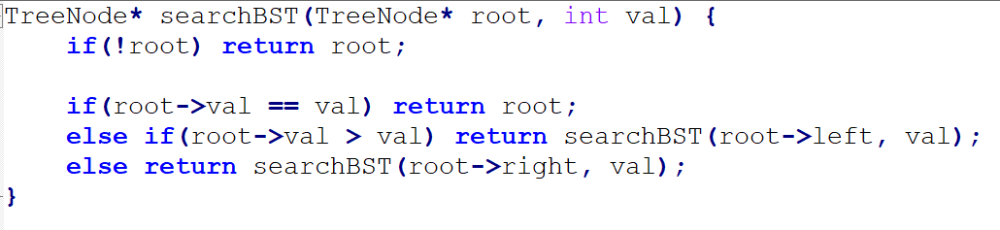 TreeNode* searchBST(TreeNode* root, int val) {
    if(!root) return root;

    if(root->val == val) return root;
    else if(root->val > val) return searchBST(root->left, val);
    else return searchBST(root->right, val);
}